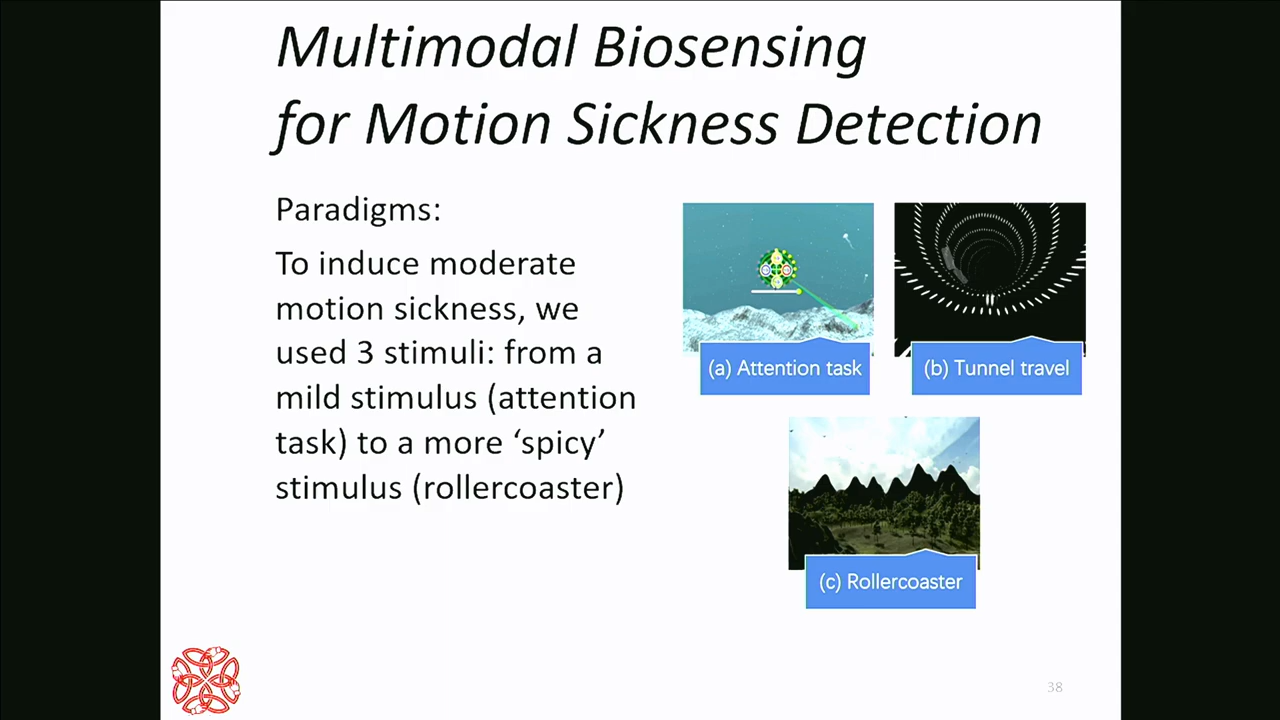 Multimodal Biosensing
for Motion Sickness Detection
Paradigms:
To induce moderate
motion sickness, we
used 3 stimuli: from a
mild stimulus (attention
task) to a more ‘spicy’
stimulus (rollercoaster)
(a) Attention task
(b) Tunnel travel
(c) Rollercoaster
38